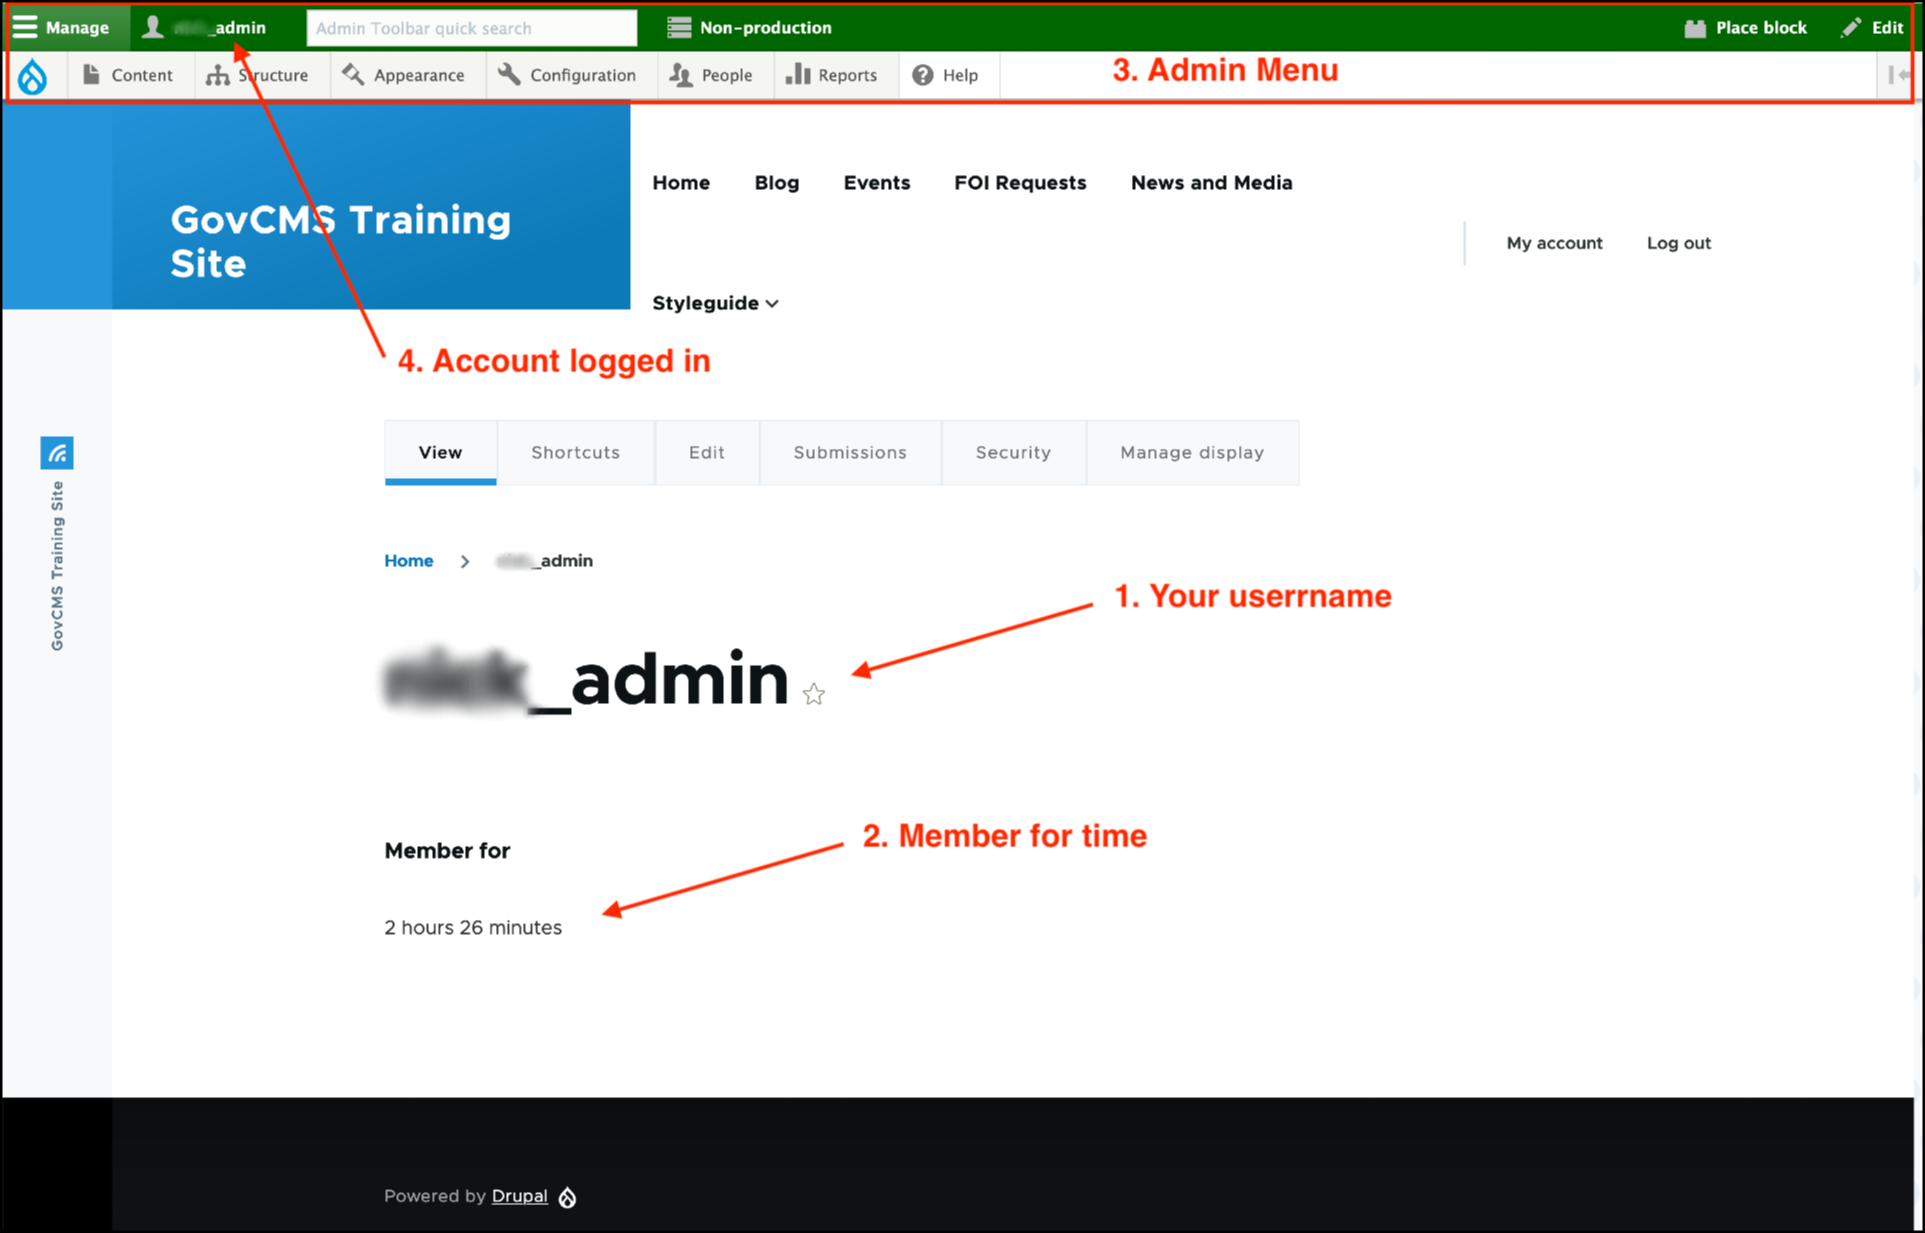 Manage _admin Admin Toolbar quick search Non-production Place block Edit
Content Structure Appearance Configuration People Reports Help 3. Admin Menu
GovCMS Training
Site
Home Blog Events FOI Requests News and Media
My account Log out
Styleguide
4. Account logged in
View Shortcuts Edit Submissions Security Manage display
GovCMS Training Site
Home _admin
1. Your userrname
_admin
2. Member for time
Member for
2 hours 26 minutes
Powered by Drupal